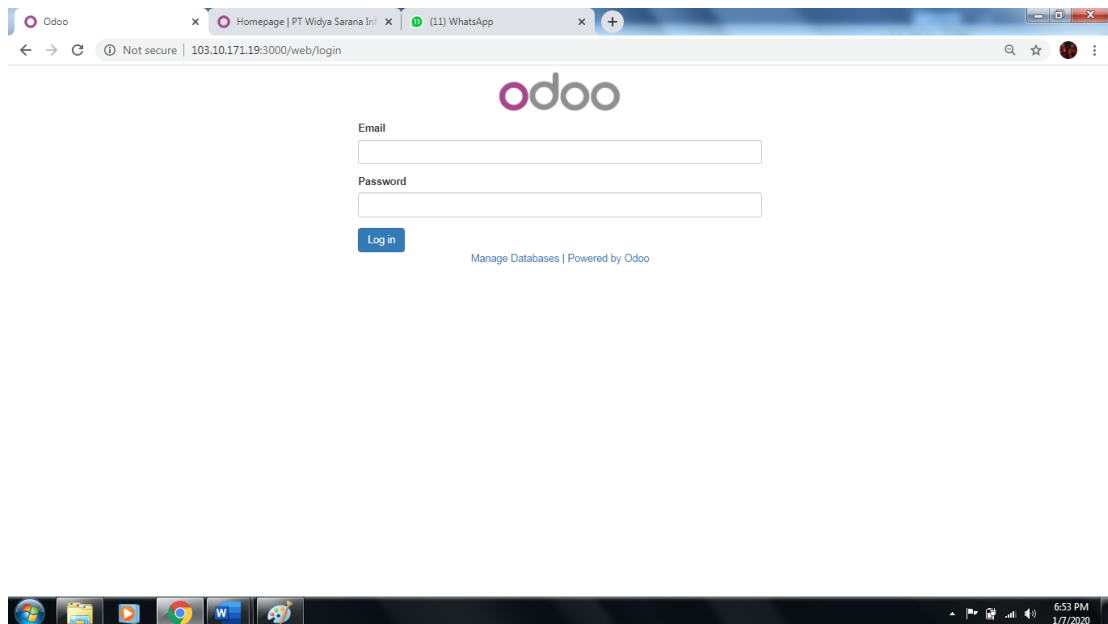 Odoo
Homepage | PT Widya Sarana Inf
(11) WhatsApp
Not secure | 103.10.171.19:3000/web/login
odoo
Email
Password
Log in
Manage Databases | Powered by Odoo
W
6:53 PM
1/7/2020